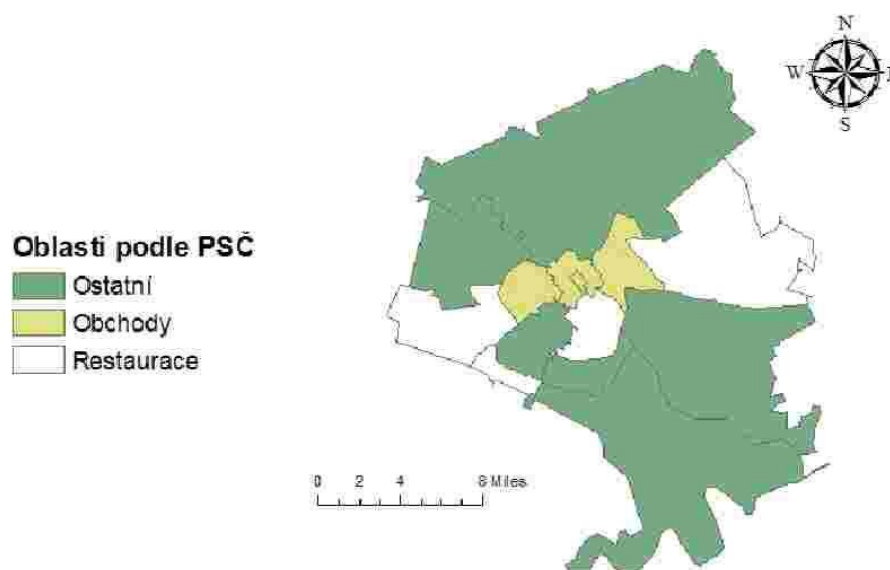 N
W
S
Oblasti podle PSČ
Ostatní
Obchody
Restaurace
0 2 4 8 Miles